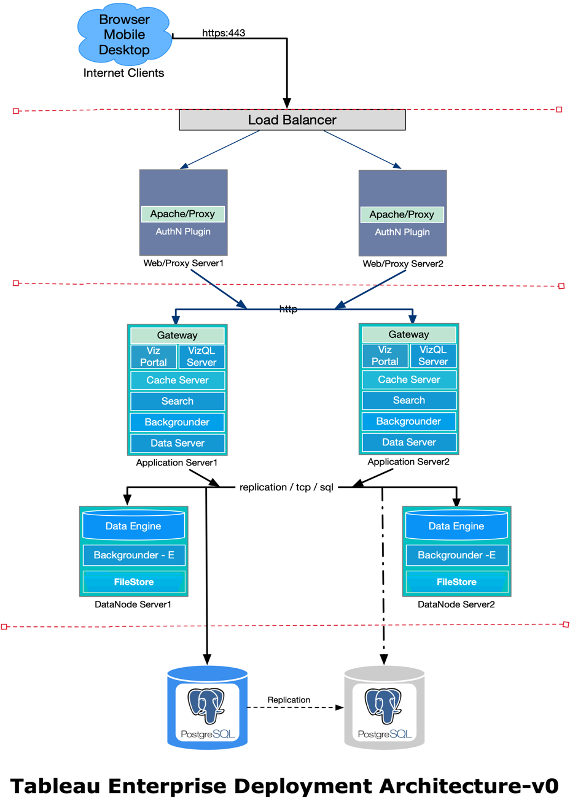 Browser
Mobile
Desktop
https:443
Internet Clients
Load Balancer
Apache/Proxy
AuthN Plugin
Web/Proxy Server1
Apache/Proxy
AuthN Plugin
Web/Proxy Server2
http
Gateway
Viz
Portal
VizQL
Server
Cache Server
Search
Backgrounder
Data Server
Application Server1
Gateway
Viz
Portal
VizQL
Server
Cache Server
Search
Backgrounder
Data Server
Application Server2
replication / tcp / sql
Data Engine
Backgrounder - E
FileStore
DataNode Server1
Data Engine
Backgrounder -E
FileStore
DataNode Server2
PostgreSQL
Replication
PostgreSQL
Tableau Enterprise Deployment Architecture-v0